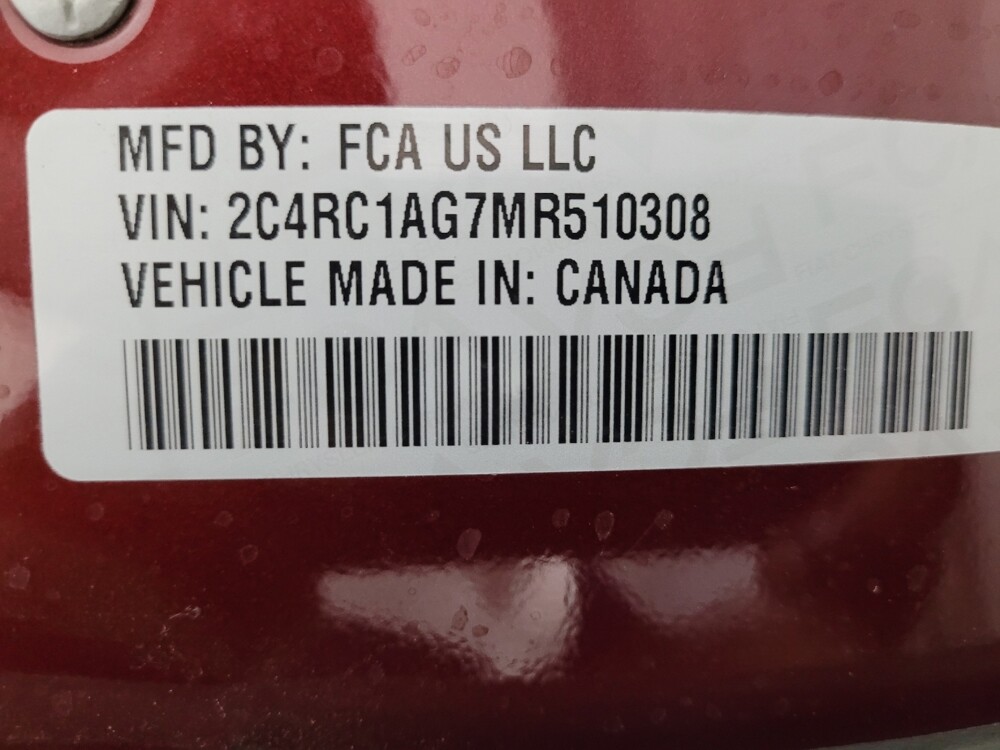 MFD BY: FCA US LLC
VIN: 2C4RC1AG7MR510308
VEHICLE MADE IN: CANADA